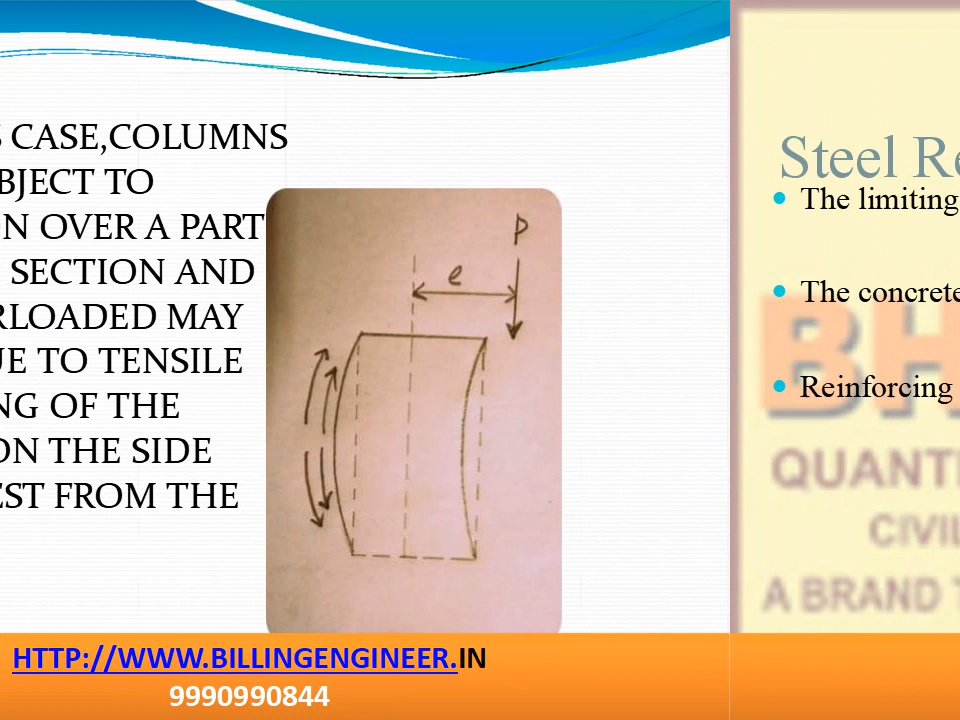 S CASE,COLUMNS
BJECT TO
N OVER A PART
SECTION AND
RLOADED MAY
UE TO TENSILE
NG OF THE
ON THE SIDE
EST FROM THE
P
e
HTTP://WWW.BILLINGENGINEER.IN
9990990844
Steel Re
The limiting
The concrete
Reinforcing
BH
QUANT
CIVIL
A BRAND T